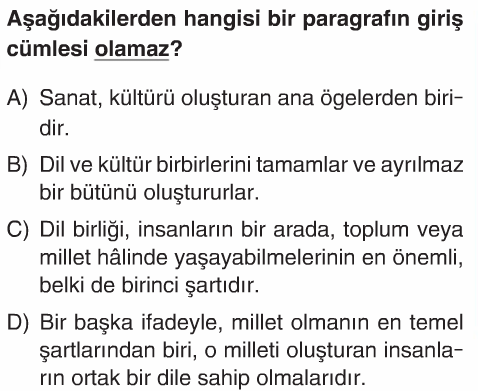 Aşağıdakilerden hangisi bir paragrafın giriş
cümlesi olamaz?
A) Sanat, kültürü oluşturan ana ögelerden biri-
dir.
B) Dil ve kültür birbirlerini tamamlar ve ayrılmaz
bir bütünü oluştururlar.
C) Dil birliği, insanların bir arada, toplum veya
millet hâlinde yaşayabilmelerinin en önemli,
belki de birinci şartıdır.
D) Bir başka ifadeyle, millet olmanın en temel
şartlarından biri, o milleti oluşturan insanla-
rın ortak bir dile sahip olmalarıdır.